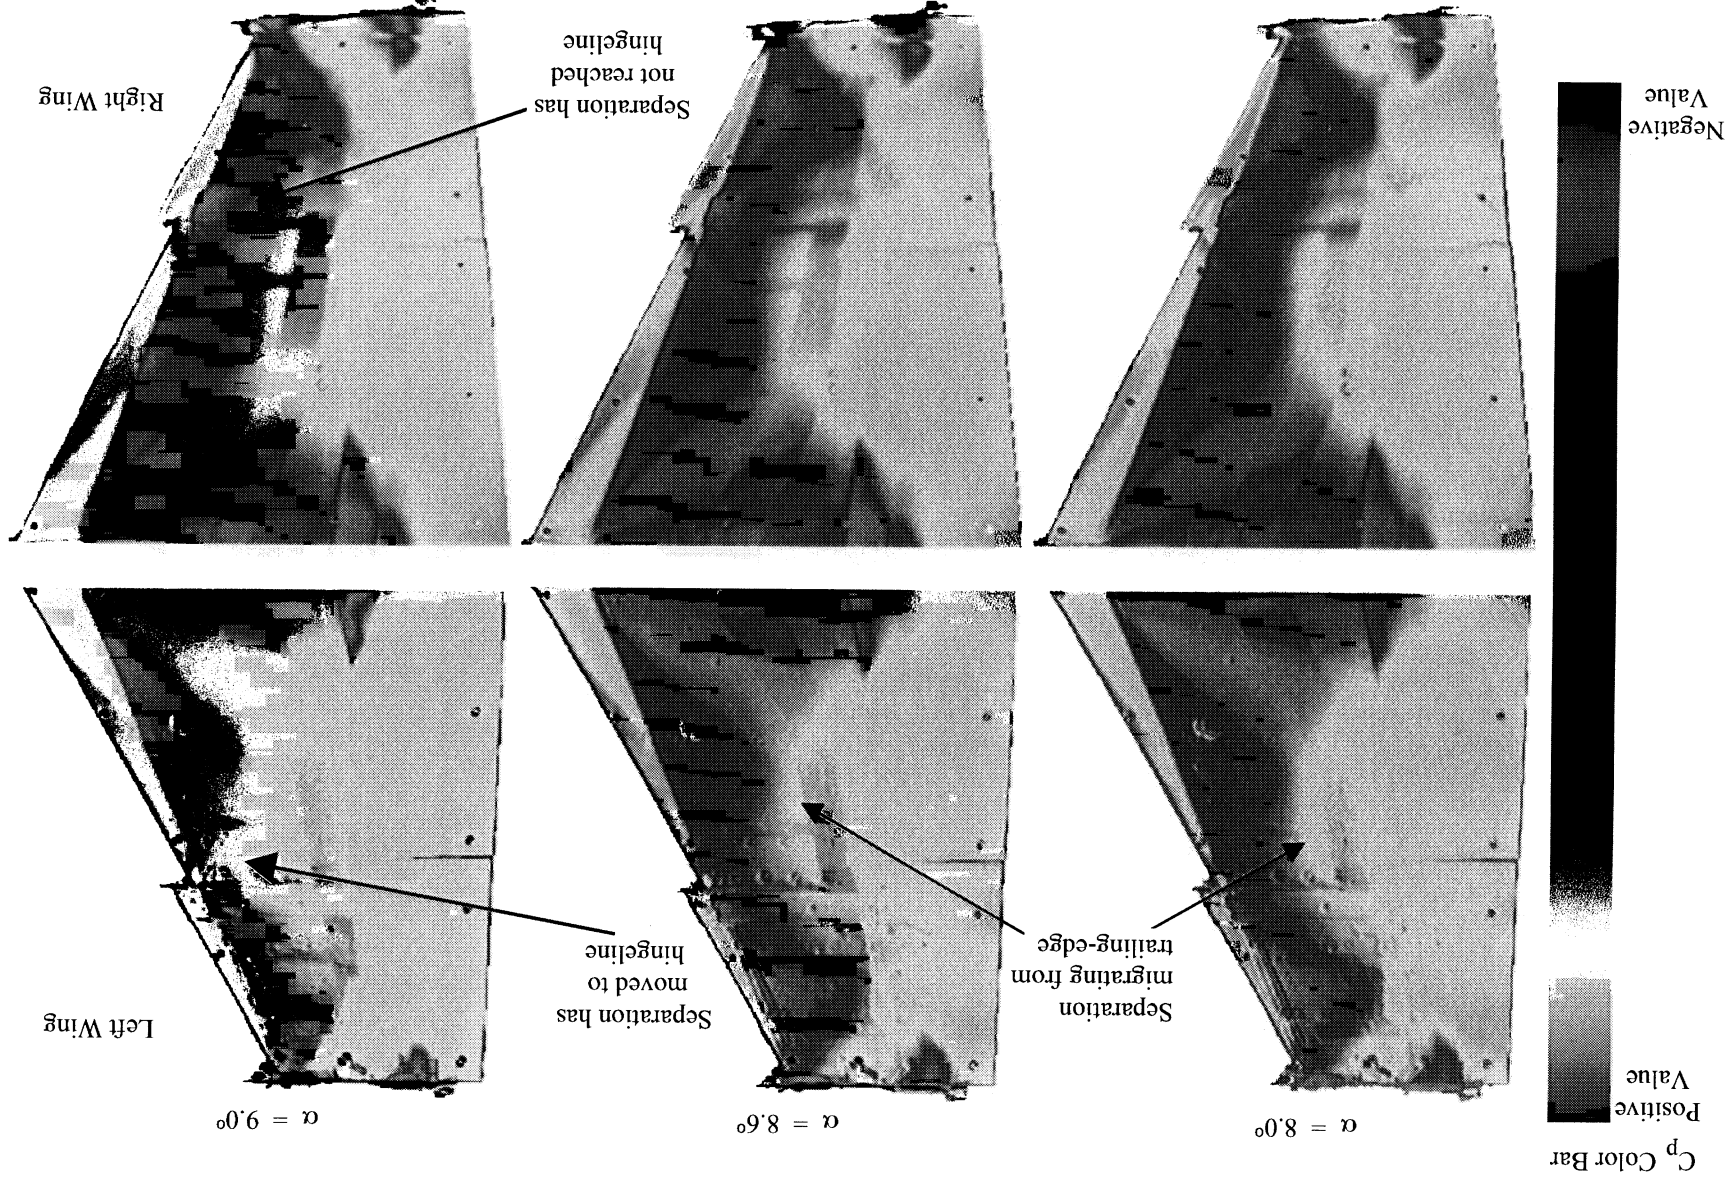 C_p Color Bar
Positive
Value
α = 8.0°
α = 8.6°
α = 9.0°
Left Wing
Separation
migrating from
trailing-edge
Separation has
moved to
hingeline
Right Wing
Separation has
not reached
hingeline
Negative
Value